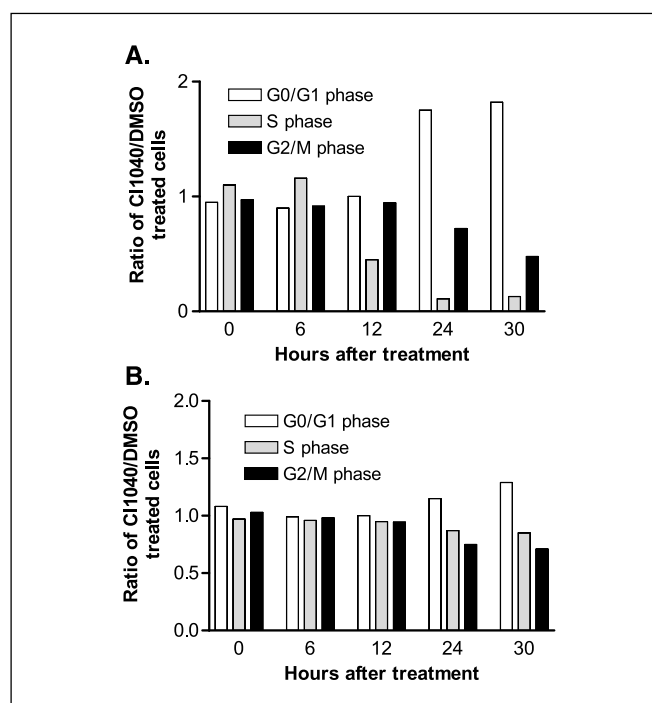 A.
G0/G1 phase
S phase
G2/M phase
Ratio of CI1040/DMSO
treated cells
2
1
0
0 6 12 24 30
Hours after treatment
B.
G0/G1 phase
S phase
G2/M phase
Ratio of CI1040/DMSO
treated cells
2.0
1.5
1.0
0.5
0.0
0 6 12 24 30
Hours after treatment